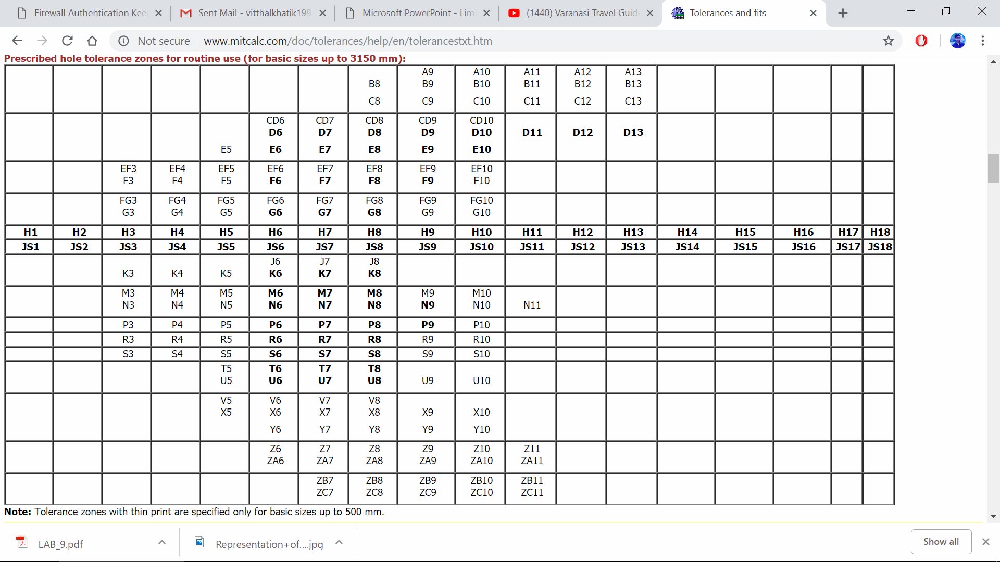 Firewall Authentication Kee
Sent Mail - vitthalkhatik199
Microsoft PowerPoint - Limi
(1440) Varanasi Travel Guide
Tolerances and fits
Not secure
www.mitcalc.com/doc/tolerances/help/en/tolerancestxt.htm
Prescribed hole tolerance zones for routine use (for basic sizes up to 3150 mm):
A9 A10 A11 A12 A13
B8 B9 B10 B11 B12 B13
C8 C9 C10 C11 C12 C13
CD6 CD7 CD8 CD9 CD10
D6 D7 D8 D9 D10 D11 D12 D13
E5 E6 E7 E8 E9 E10
EF3 EF4 EF5 EF6 EF7 EF8 EF9 EF10
F3 F4 F5 F6 F7 F8 F9 F10
FG3 FG4 FG5 FG6 FG7 FG8 FG9 FG10
G3 G4 G5 G6 G7 G8 G9 G10
H1 H2 H3 H4 H5 H6 H7 H8 H9 H10 H11 H12 H13 H14 H15 H16 H17 H18
JS1 JS2 JS3 JS4 JS5 JS6 JS7 JS8 JS9 JS10 JS11 JS12 JS13 JS14 JS15 JS16 JS17 JS18
J6 J7 J8
K3 K4 K5 K6 K7 K8
M3 M4 M5 M6 M7 M8 M9 M10
N3 N4 N5 N6 N7 N8 N9 N10 N11
P3 P4 P5 P6 P7 P8 P9 P10
R3 R4 R5 R6 R7 R8 R9 R10
S3 S4 S5 S6 S7 S8 S9 S10
T5 T6 T7 T8
U5 U6 U7 U8 U9 U10
V5 V6 V7 V8
X5 X6 X7 X8 X9 X10
Y6 Y7 Y8 Y9 Y10
Z6 Z7 Z8 Z9 Z10 Z11
ZA6 ZA7 ZA8 ZA9 ZA10 ZA11
ZB7 ZB8 ZB9 ZB10 ZB11
ZC7 ZC8 ZC9 ZC10 ZC11
Note: Tolerance zones with thin print are specified only for basic sizes up to 500 mm.
LAB_9.pdf
Representation+of....jpg
Show all